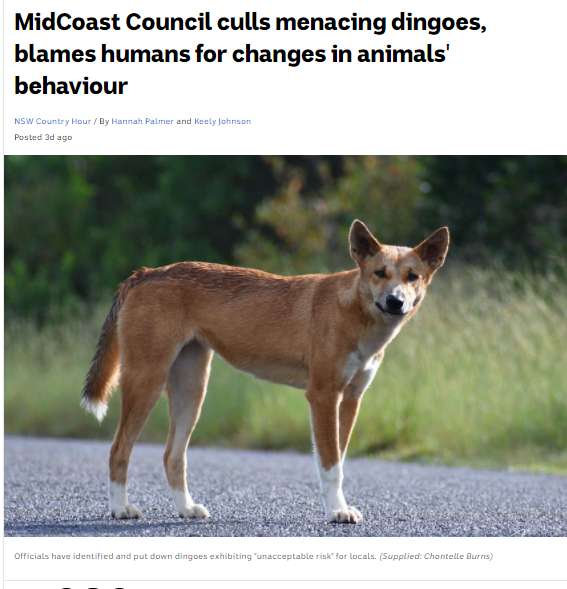 MidCoast Council culls menacing dingoes,
blames humans for changes in animals'
behaviour
NSW Country Hour / By Hannah Palmer and Keely Johnson
Posted 3d ago
Officials have identified and put down dingoes exhibiting "unacceptable risk" for locals. (Supplied: Chontelle Burns)